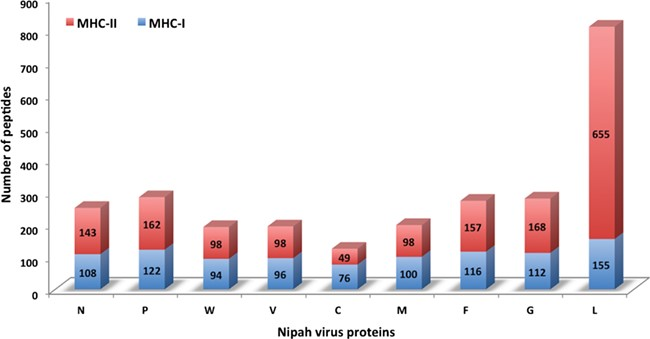 900
800
700
600
500
400
300
200
100
0
Number of peptides
MHC-II MHC-I
143 162 98 98 49 98 157 168 655
108 122 94 96 76 100 116 112 155
N P W V C M F G L
Nipah virus proteins